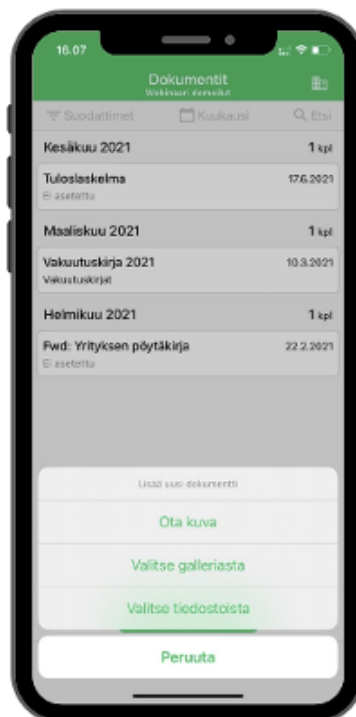 16.07
Dokumentit
Webinaari demoilut
Suodattimet
Kuukausi
Etsi
Kesäkuu 2021 1 kpl
Tuloslaskelma 17.6.2021
Ei asetettu
Maaliskuu 2021 1 kpl
Vakuutuskirja 2021 10.3.2021
Vakuutuskirjat
Helmikuu 2021 1 kpl
Fwd: Yrityksen pöytäkirja 22.2.2021
Ei asetettu
Lisää uusi dokumentti
Ota kuva
Valitse galleriasta
Valitse tiedostoista
Peruuta